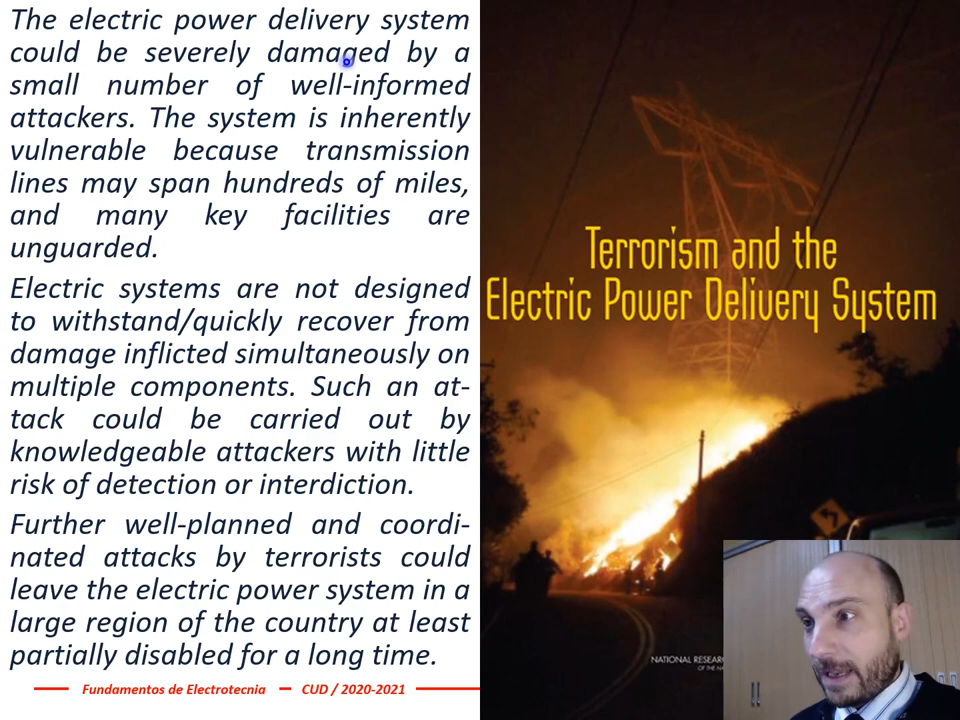 The electric power delivery system
could be severely damaged by a
small number of well-informed
attackers. The system is inherently
vulnerable because transmission
lines may span hundreds of miles,
and many key facilities are
unguarded.
Electric systems are not designed
to withstand/quickly recover from
damage inflicted simultaneously on
multiple components. Such an at-
tack could be carried out by
knowledgeable attackers with little
risk of detection or interdiction.
Further well-planned and coordi-
nated attacks by terrorists could
leave the electric power system in a
large region of the country at least
partially disabled for a long time.
Fundamentos de Electrotecnia – CUD / 2020-2021
Terrorism and the
Electric Power Delivery System
NATIONAL
OF THE